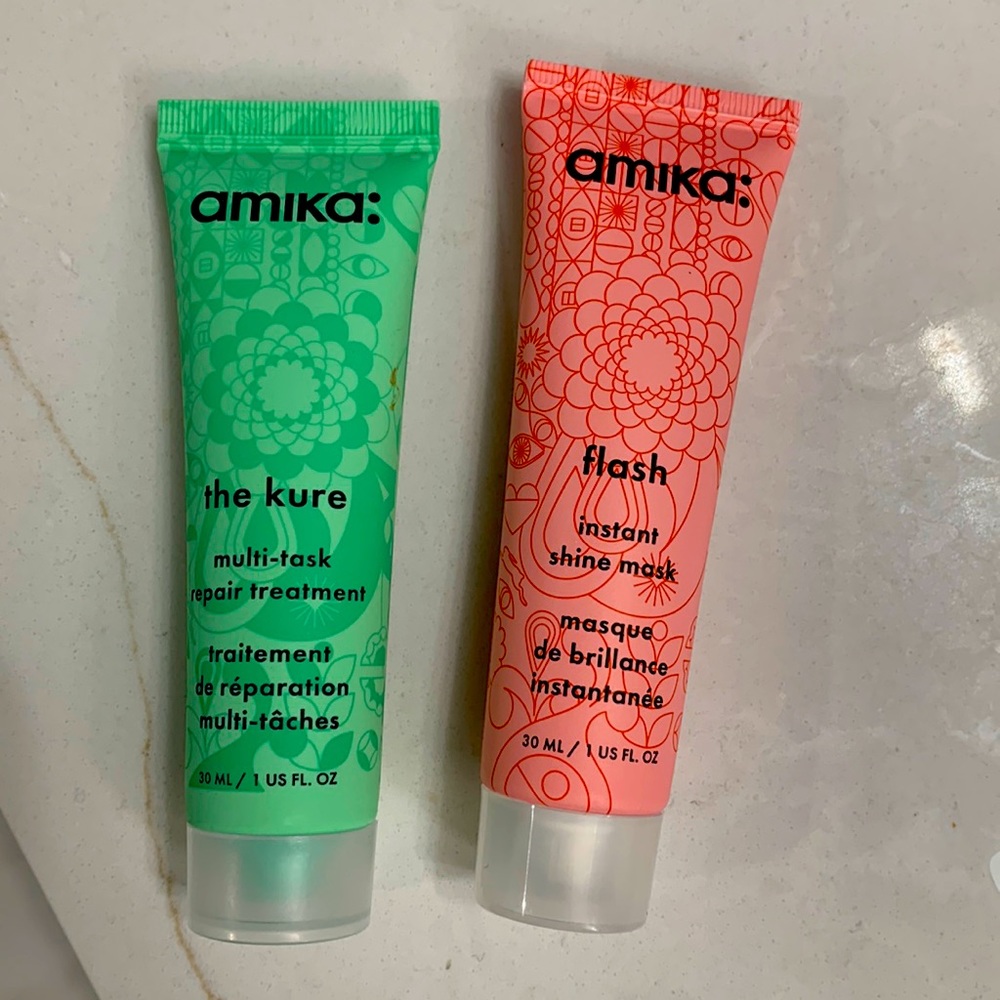 amika:
the kure
multi-task
repair treatment
traitement
de réparation
multi-tâches
30 ML / 1 US FL. OZ
amika:
flash
instant
shine mask
masque
de brillance
instantanée
30 ML / 1 US FL. OZ